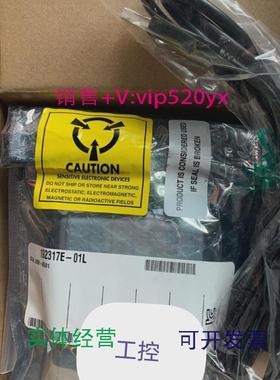 销售+V:vip520yx
CAUTION
SENSITIVE ELECTRONIC DEVICES
DO NOT SHIP OR STORE NEAR STRONG
ELECTROSTATIC, ELECTROMAGNETIC,
MAGNETIC OR RADIOACTIVE FIELDS
PRODUCT IS CONSIDERED USED
IF SEAL IS BROKEN
192317E-01L
实体经营
工控
可开发票